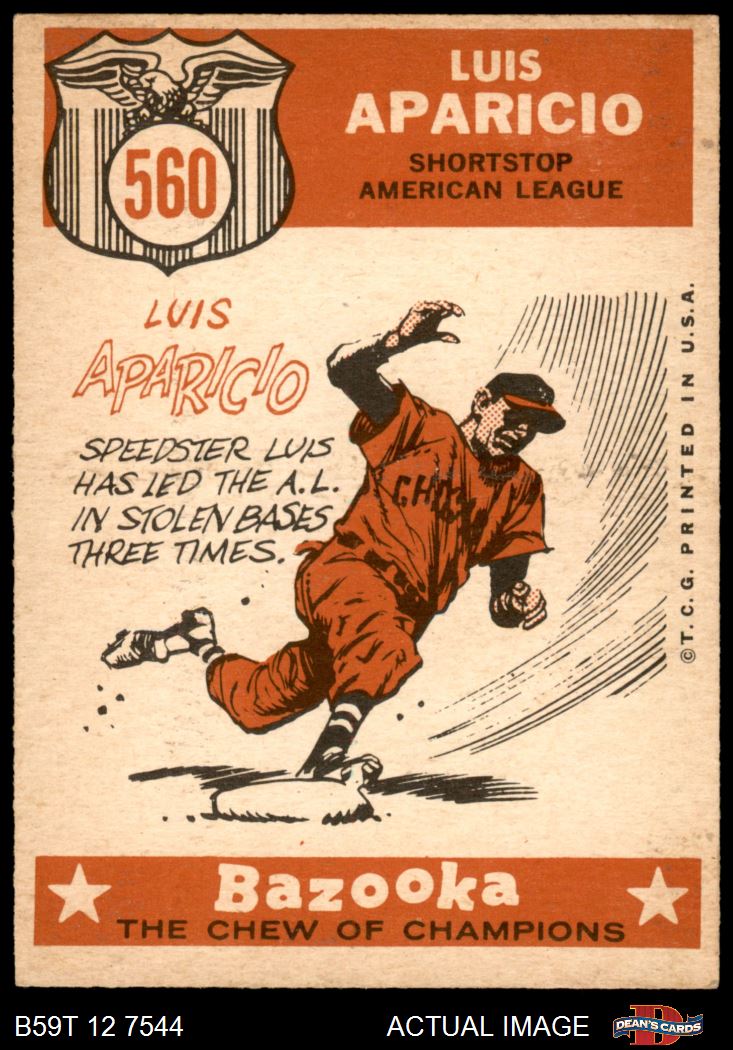 560
LUIS
APARICIO
SHORTSTOP
AMERICAN LEAGUE
LUIS
APARICIO
SPEEDSTER LUIS
HAS LED THE A.L.
IN STOLEN BASES
THREE TIMES.
©T.C.G. PRINTED IN U.S.A.
Bazooka
THE CHEW OF CHAMPIONS
B59T 12 7544
ACTUAL IMAGE
D
DEAN'S CARDS